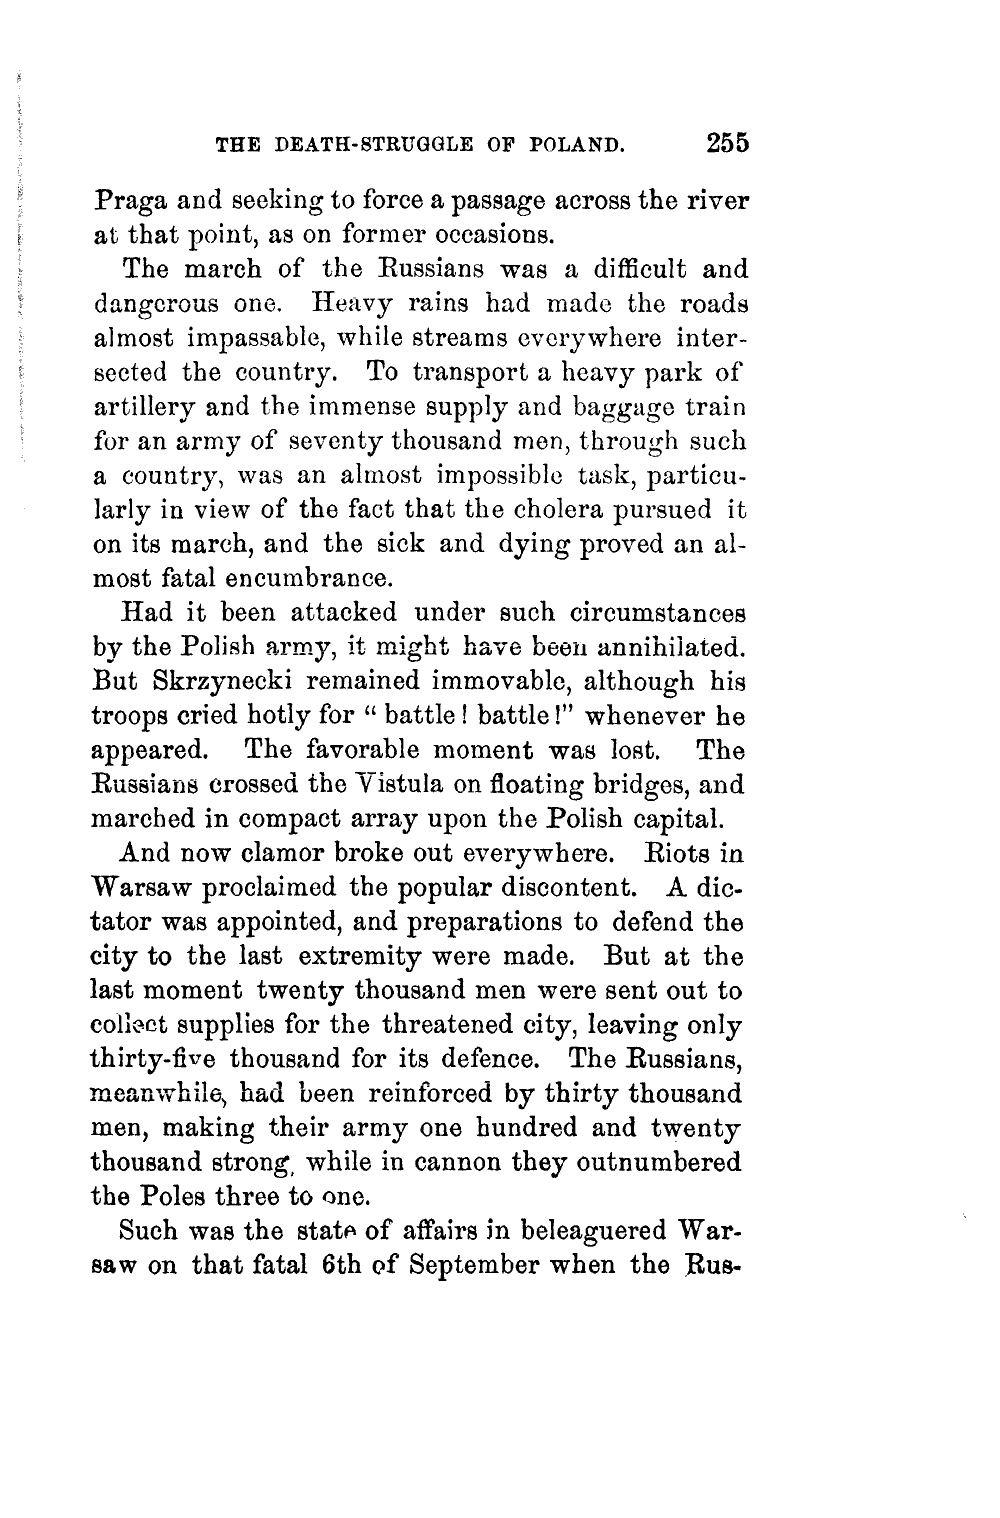 THE DEATH-STRUGGLE OF POLAND. 255
Praga and seeking to force a passage across the river
at that point, as on former occasions.
The march of the Russians was a difficult and
dangerous one. Heavy rains had made the roads
almost impassable, while streams everywhere inter-
sected the country. To transport a heavy park of
artillery and the immense supply and baggage train
for an army of seventy thousand men, through such
a country, was an almost impossible task, particu-
larly in view of the fact that the cholera pursued it
on its march, and the sick and dying proved an al-
most fatal encumbrance.
Had it been attacked under such circumstances
by the Polish army, it might have been annihilated.
But Skrzynecki remained immovable, although his
troops cried hotly for “ battle ! battle !” whenever he
appeared. The favorable moment was lost. The
Russians crossed the Vistula on floating bridges, and
marched in compact array upon the Polish capital.
And now clamor broke out everywhere. Riots in
Warsaw proclaimed the popular discontent. A dic-
tator was appointed, and preparations to defend the
city to the last extremity were made. But at the
last moment twenty thousand men were sent out to
collect supplies for the threatened city, leaving only
thirty-five thousand for its defence. The Russians,
meanwhile, had been reinforced by thirty thousand
men, making their army one hundred and twenty
thousand strong, while in cannon they outnumbered
the Poles three to one.
Such was the state of affairs in beleaguered War-
saw on that fatal 6th of September when the Rus-